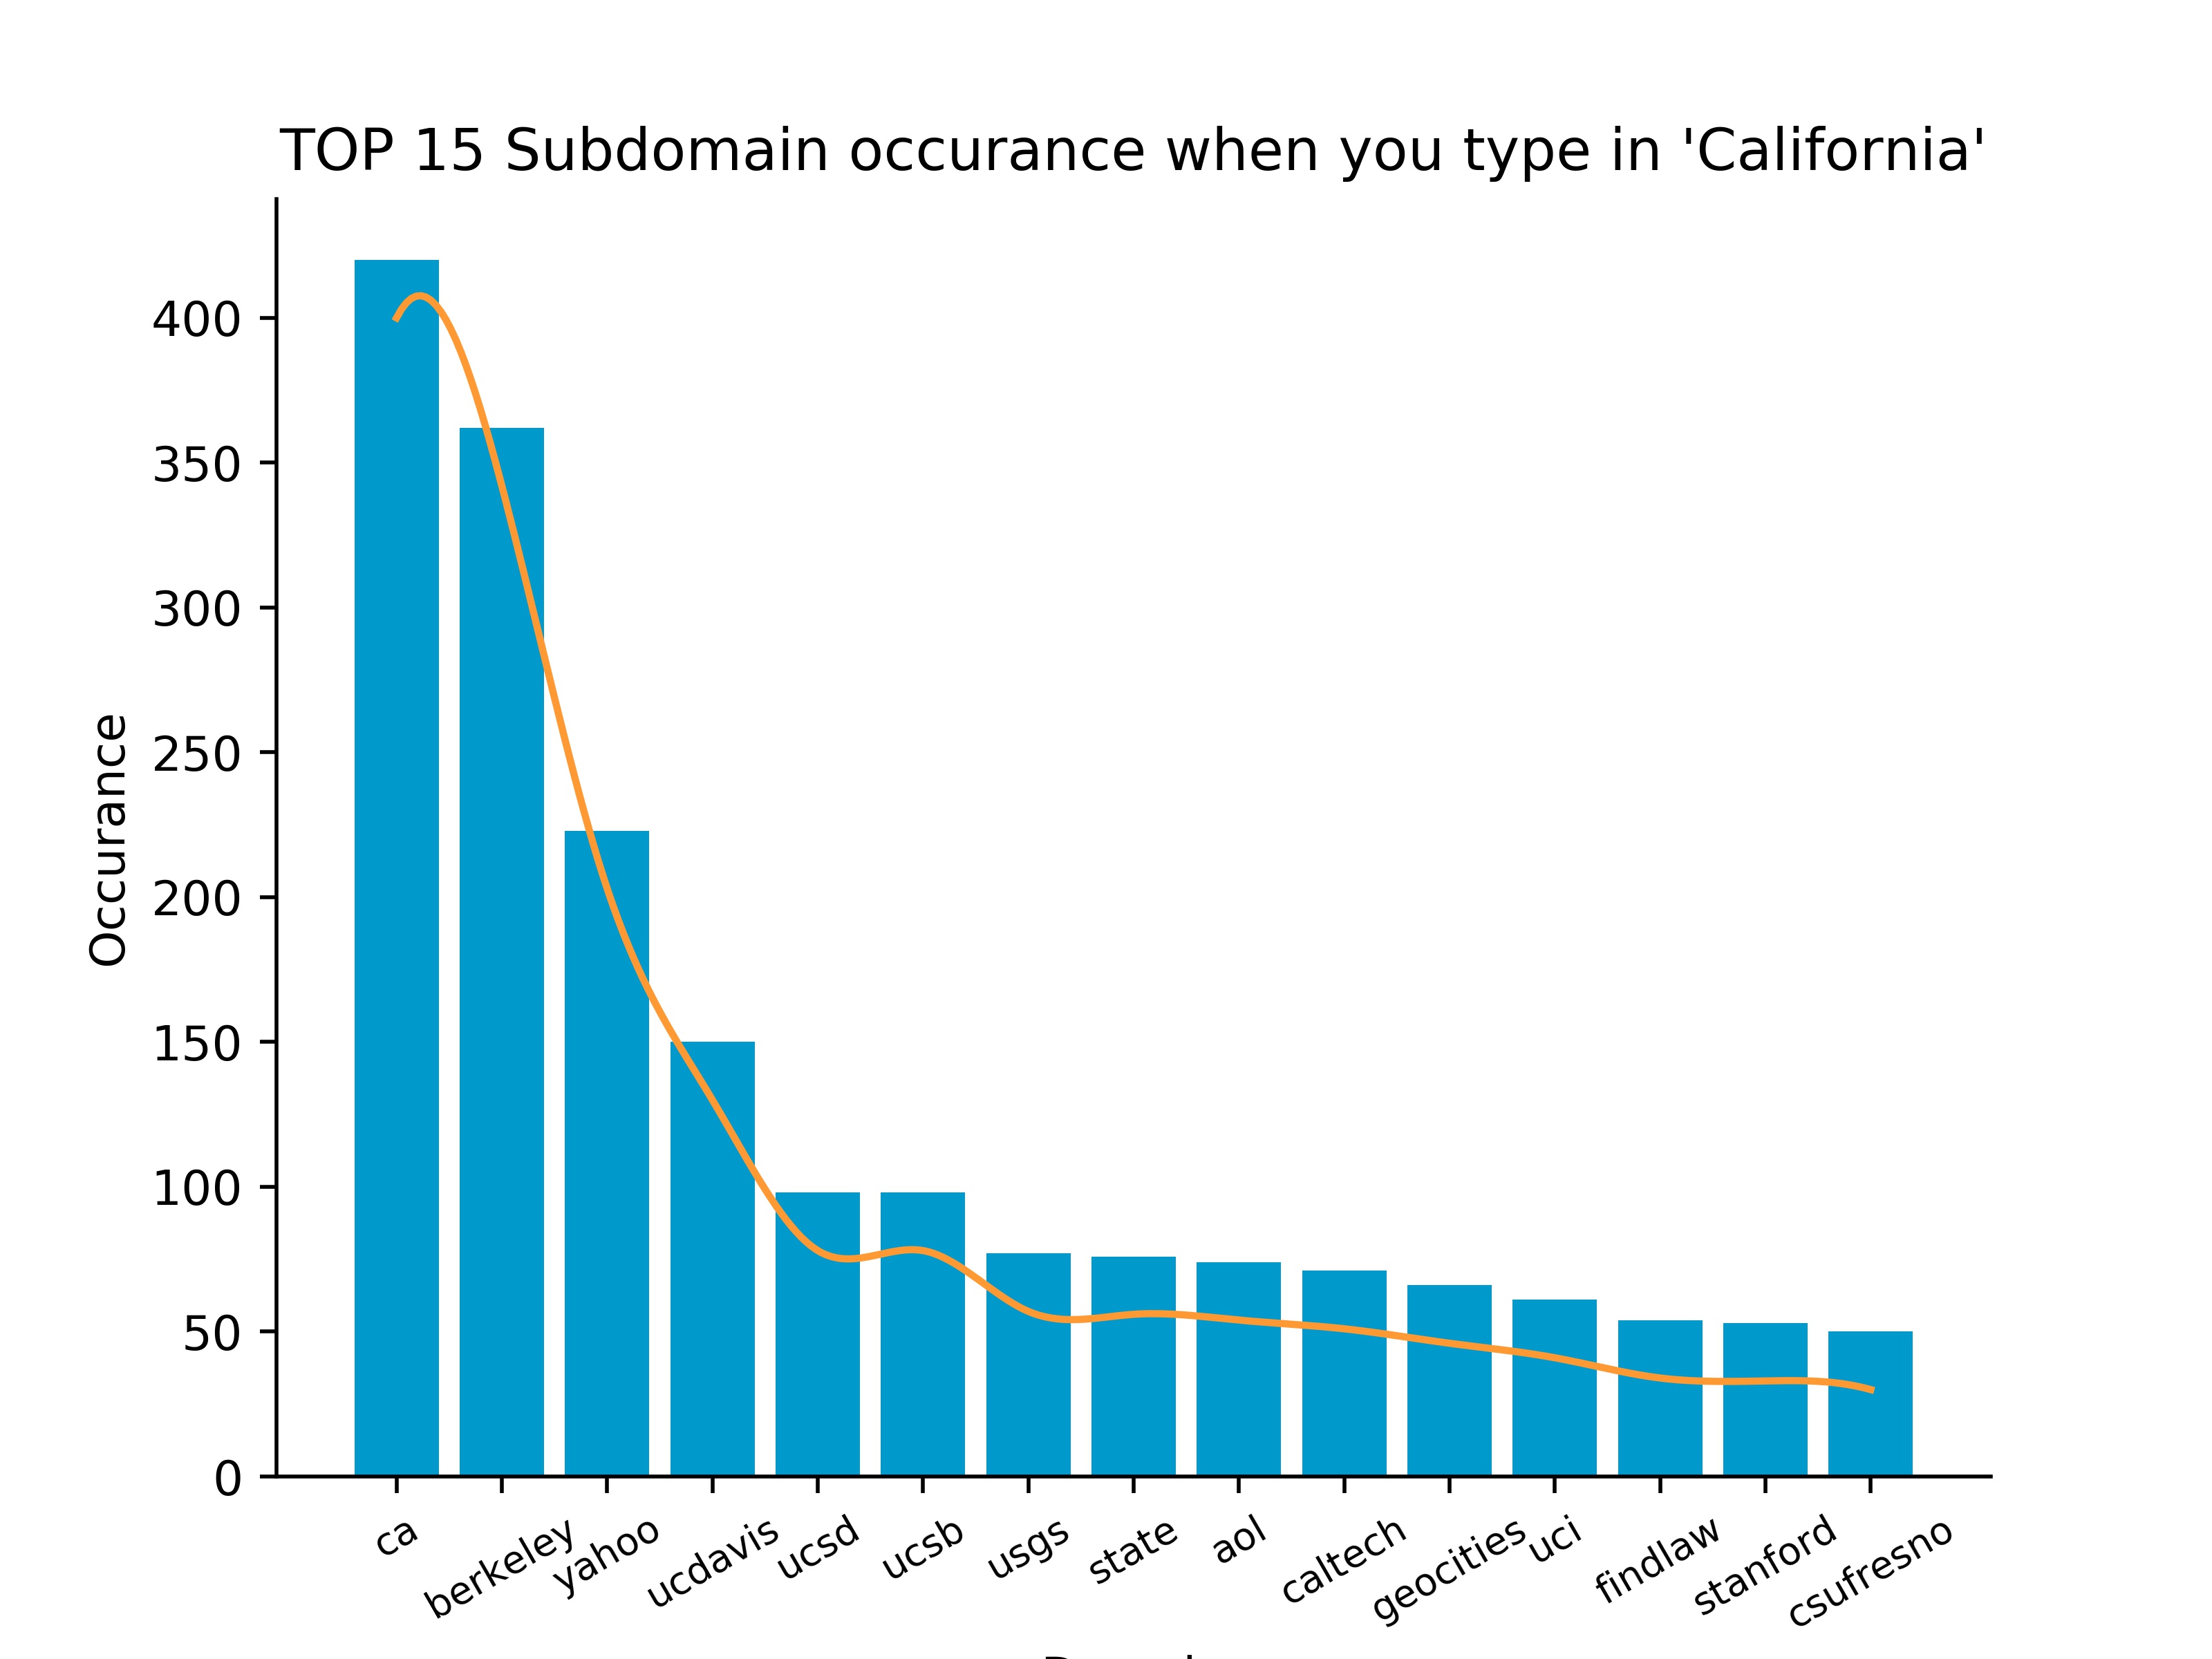 TOP 15 Subdomain occurance when you type in 'California'
Occurance
400
350
300
250
200
150
100
50
0
ca
berkeley
yahoo
ucdavis
ucsd
ucsb
usgs
state
aol
caltech
geocities
uci
findlaw
stanford
csufresno